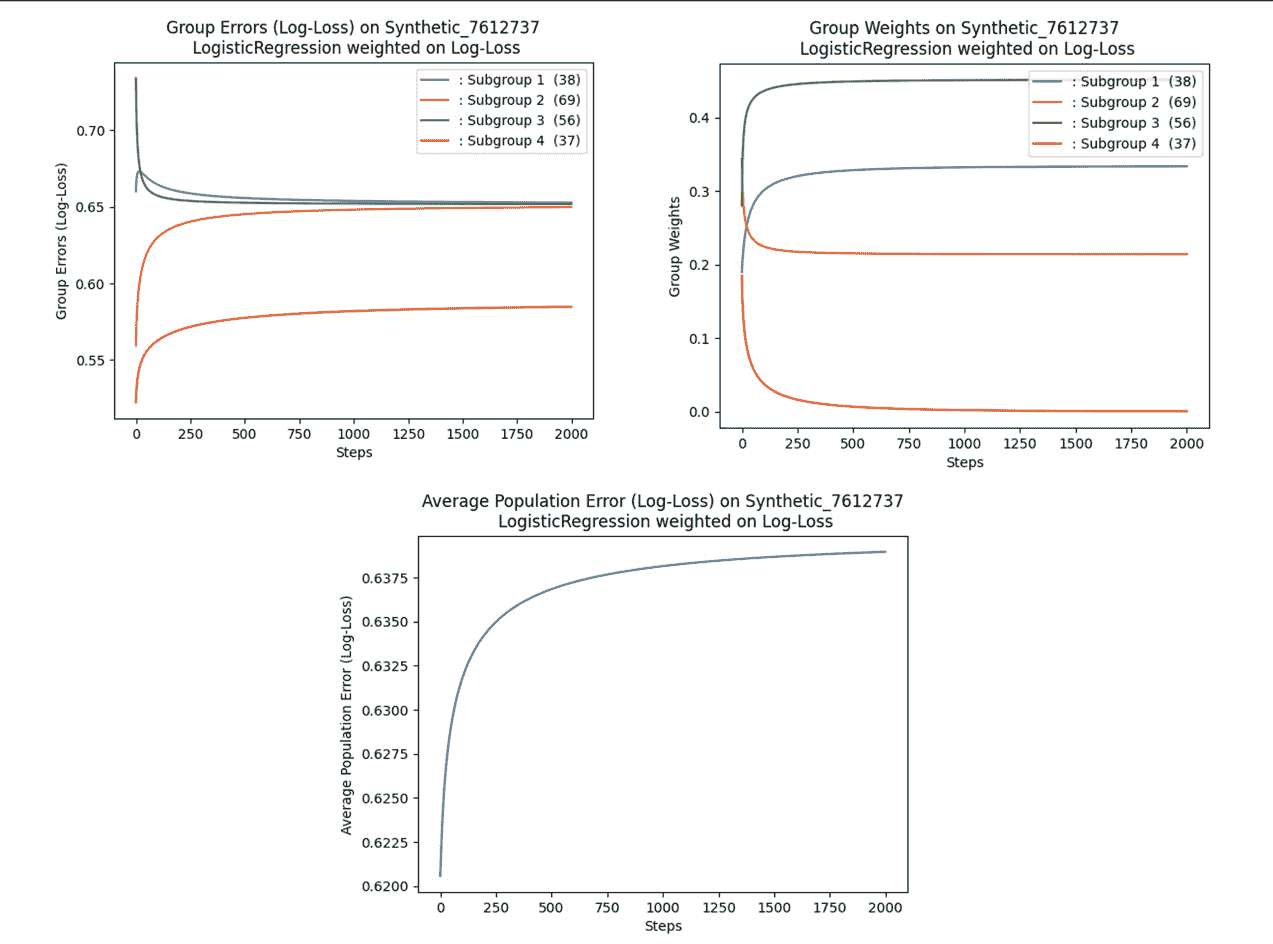 Group Errors (Log-Loss) on Synthetic_7612737
LogisticRegression weighted on Log-Loss
Group Errors (Log-Loss)
0.70
0.65
0.60
0.55
: Subgroup 1 (38)
: Subgroup 2 (69)
: Subgroup 3 (56)
: Subgroup 4 (37)
0 250 500 750 1000 1250 1500 1750 2000
Steps
Group Weights on Synthetic_7612737
LogisticRegression weighted on Log-Loss
Group Weights
0.4
0.3
0.2
0.1
0.0
: Subgroup 1 (38)
: Subgroup 2 (69)
: Subgroup 3 (56)
: Subgroup 4 (37)
0 250 500 750 1000 1250 1500 1750 2000
Steps
Average Population Error (Log-Loss) on Synthetic_7612737
LogisticRegression weighted on Log-Loss
Average Population Error (Log-Loss)
0.6375
0.6350
0.6325
0.6300
0.6275
0.6250
0.6225
0.6200
0 250 500 750 1000 1250 1500 1750 2000
Steps